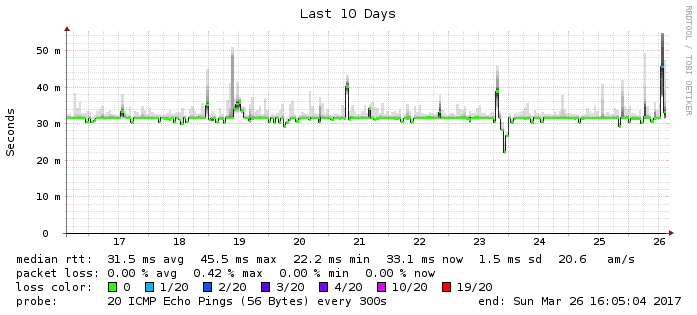 Last 10 Days
RRDTOOL / TOBI OETIKER
Seconds
50 m
40 m
30 m
20 m
10 m
0
17 18 19 20 21 22 23 24 25 26
median rtt: 31.5 ms avg 45.5 ms max 22.2 ms min 33.1 ms now 1.5 ms sd 20.6 am/s
packet loss: 0.00 % avg 0.42 % max 0.00 % min 0.00 % now
loss color: 0 1/20 2/20 3/20 4/20 10/20 19/20
probe: 20 ICMP Echo Pings (56 Bytes) every 300s end: Sun Mar 26 16:05:04 2017